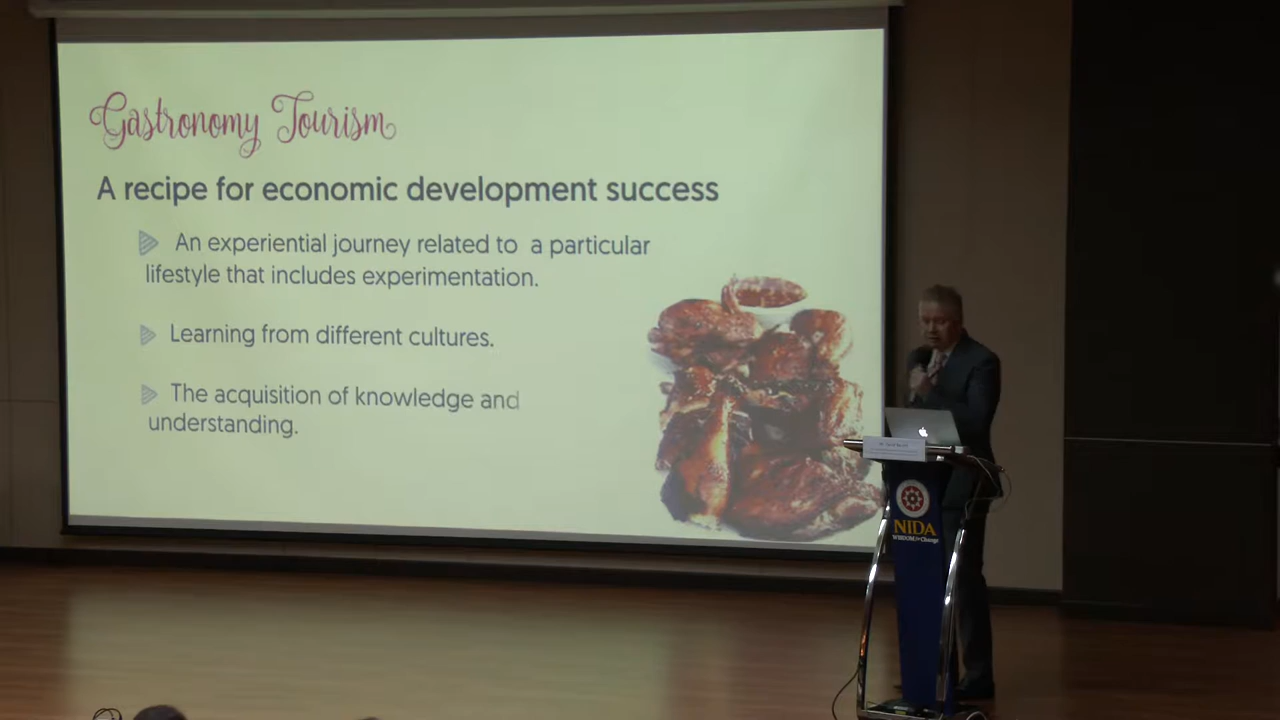 Gastronomy Tourism
A recipe for economic development success
An experiential journey related to a particular
lifestyle that includes experimentation.
Learning from different cultures.
The acquisition of knowledge and
understanding.
NIDA
WISDOM for Change